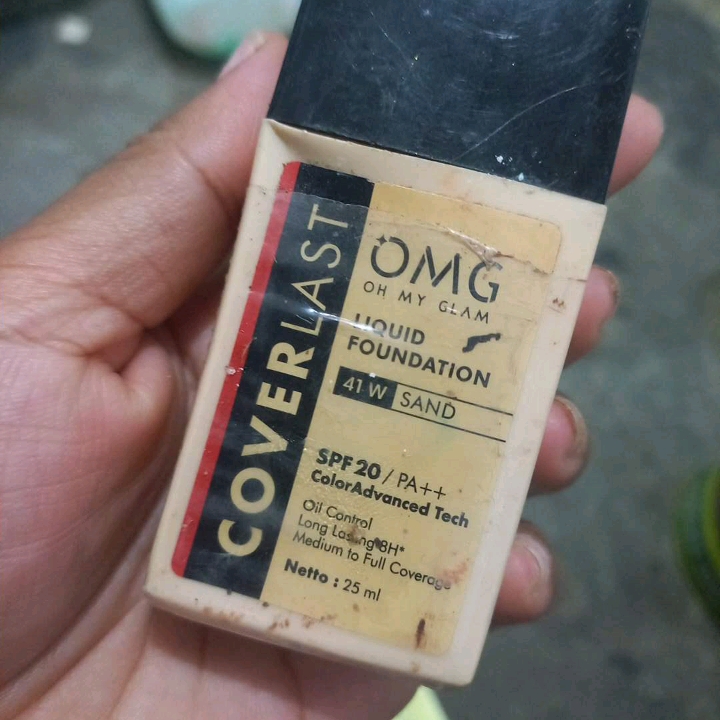 COVERLAST
OMG
OH MY GLAM
LIQUID
FOUNDATION
41 W SAND
SPF 20 / PA++
ColorAdvanced Tech
Oil Control
Long Lasting 8H*
Medium to Full Coverage
Netto : 25 ml